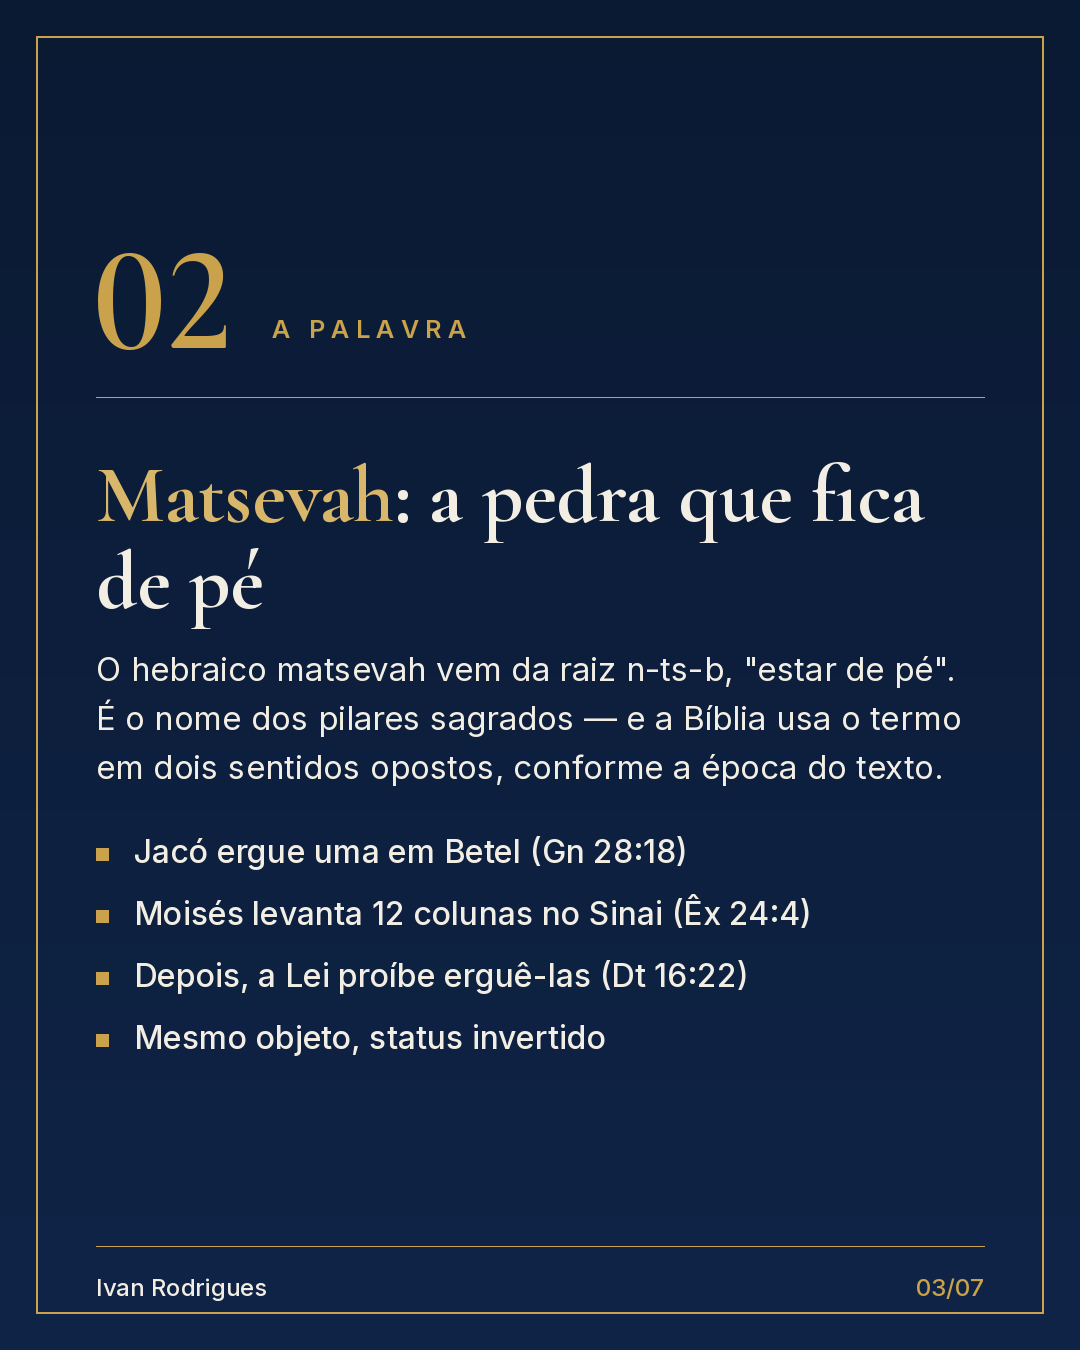 02
A PALAVRA
Matsevah: a pedra que fica
de pé
O hebraico matsevah vem da raiz n-ts-b, "estar de pé".
É o nome dos pilares sagrados — e a Bíblia usa o termo
em dois sentidos opostos, conforme a época do texto.
Jacó ergue uma em Betel (Gn 28:18)
Moisés levanta 12 colunas no Sinai (Êx 24:4)
Depois, a Lei proíbe erguê-las (Dt 16:22)
Mesmo objeto, status invertido
Ivan Rodrigues
03/07